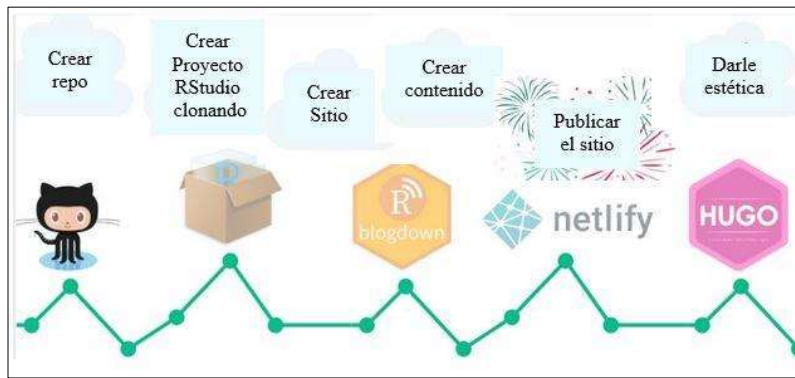 Crear
repo
Crear
Proyecto
RStudio
clonando
Crear
Sitio
Crear
contenido
Publicar
el sitio
Darle
estética
R
blogdown
netlify
HUGO